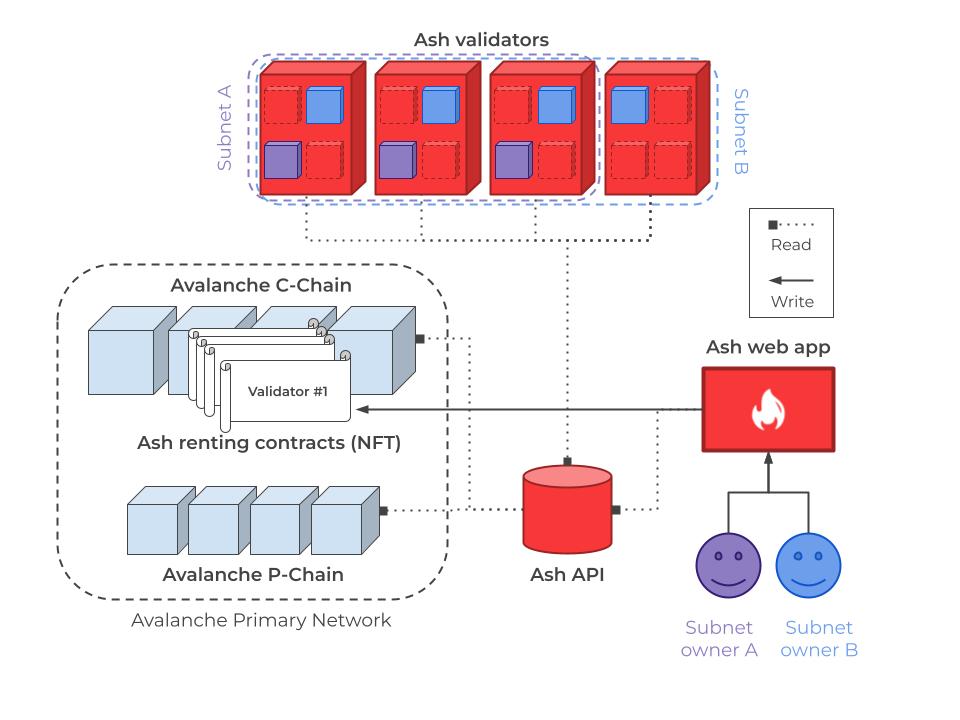 Ash validators
Subnet A
Subnet B
Read
Write
Avalanche C-Chain
Validator #1
Ash renting contracts (NFT)
Avalanche P-Chain
Avalanche Primary Network
Ash API
Ash web app
Subnet
owner A
Subnet
owner B